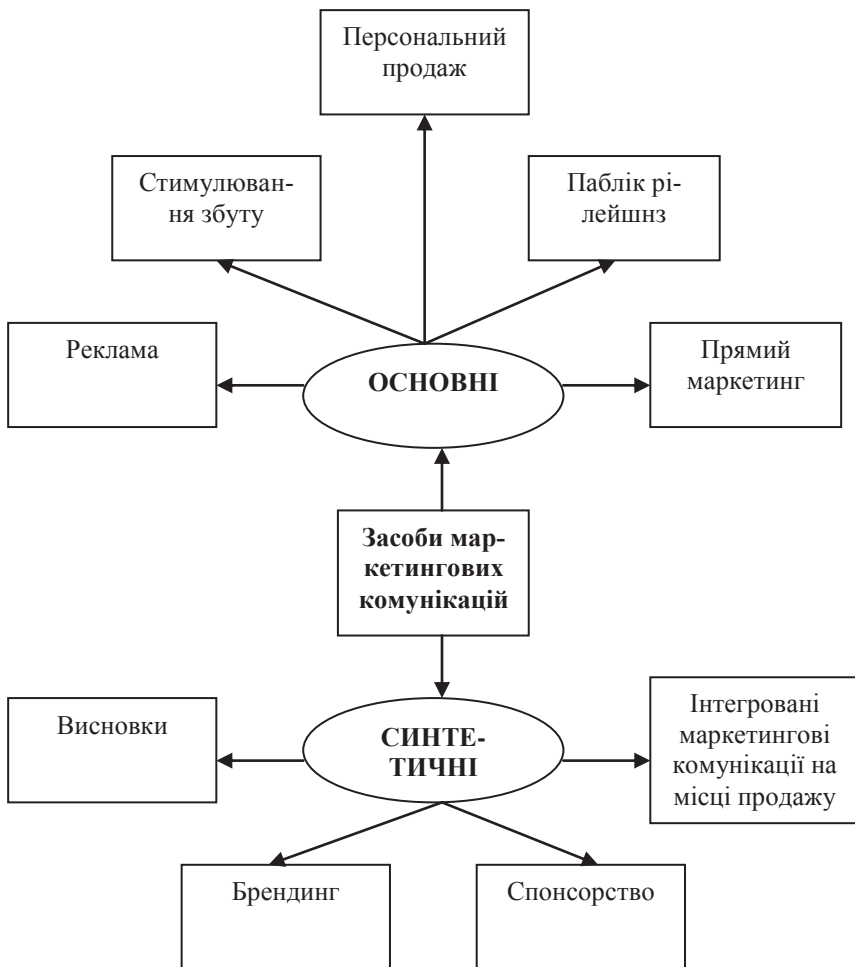 Персональний
продаж
Стимулюван-
ня збуту
Паблік рі-
лейшнз
Реклама
ОСНОВНІ
Прямий
маркетинг
Засоби мар-
кетингових
комунікацій
Висновки
СИНТЕ-
ТИЧНІ
Інтегровані
маркетингові
комунікації на
місці продажу
Брендинг
Спонсорство